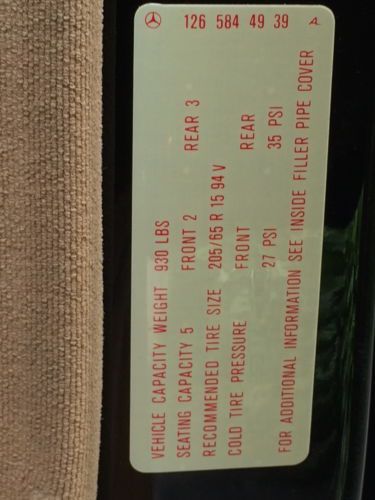 126 584 49 39 A
VEHICLE CAPACITY WEIGHT 930 LBS
SEATING CAPACITY 5 FRONT 2 REAR 3
RECOMMENDED TIRE SIZE 205/65 R 15 94 V
COLD TIRE PRESSURE FRONT REAR
27 PSI 35 PSI
FOR ADDITIONAL INFORMATION SEE INSIDE FILLER PIPE COVER